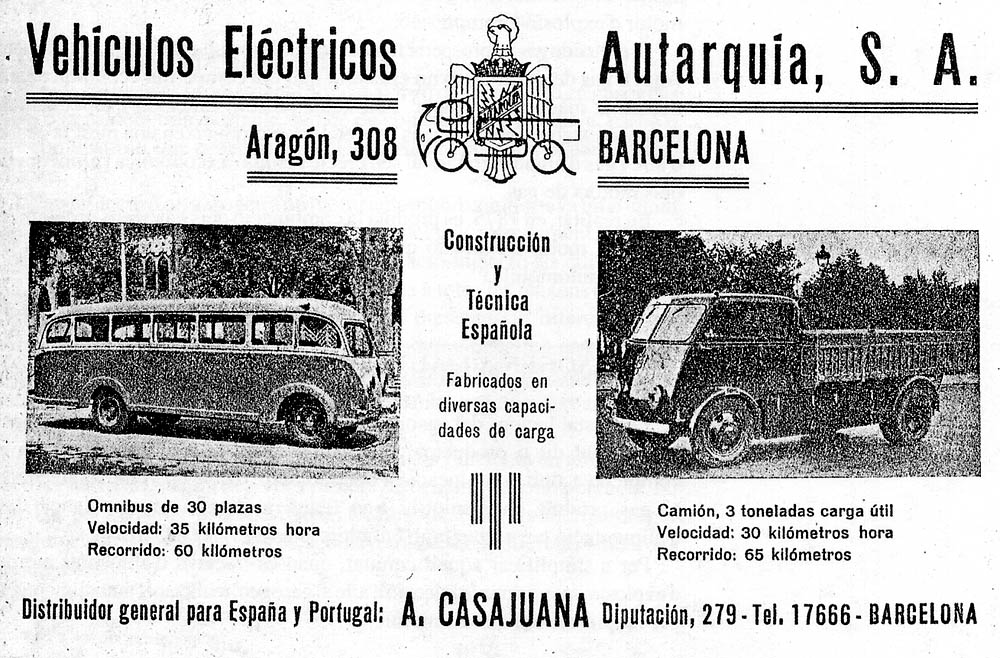 Vehículos Eléctricos Autarquía, S. A.
Aragón, 308 BARCELONA
Construcción
y
Técnica
Española
Fabricados en
diversas capaci-
dades de carga
Omnibus de 30 plazas
Velocidad: 35 kilómetros hora
Recorrido: 60 kilómetros
Camión, 3 toneladas carga útil
Velocidad: 30 kilómetros hora
Recorrido: 65 kilómetros
Distribuidor general para España y Portugal: A. CASAJUANA Diputación, 279 - Tel. 17666 - BARCELONA